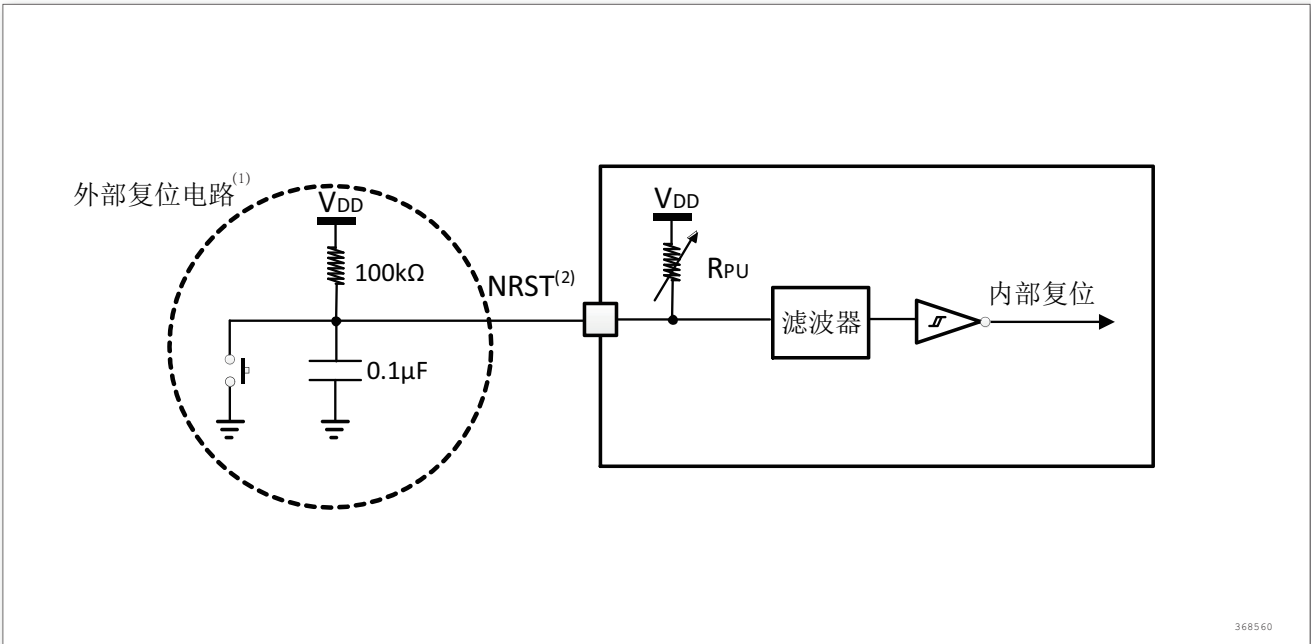 外部复位电路(1)
VDD
100kΩ
0.1μF
NRST(2)
VDD
RPU
滤波器
内部复位
368560